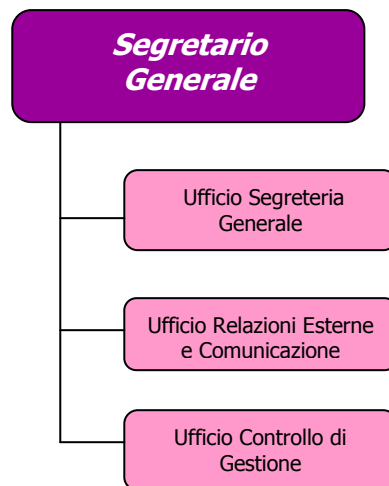 Segretario
Generale
Ufficio Segreteria
Generale
Ufficio Relazioni Esterne
e Comunicazione
Ufficio Controllo di
Gestione